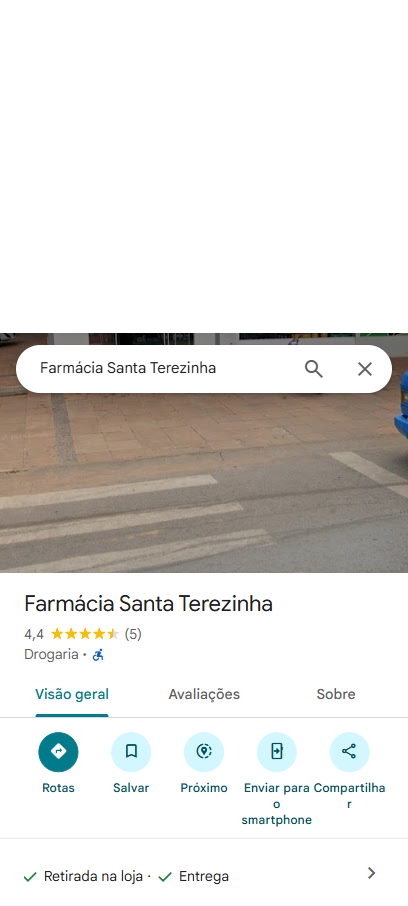 Farmácia Santa Terezinha
Farmácia Santa Terezinha
4,4 (5)
Drogaria ·
Visão geral Avaliações Sobre
Rotas Salvar Próximo Enviar para o smartphone Compartilhar
Retirada na loja · Entrega